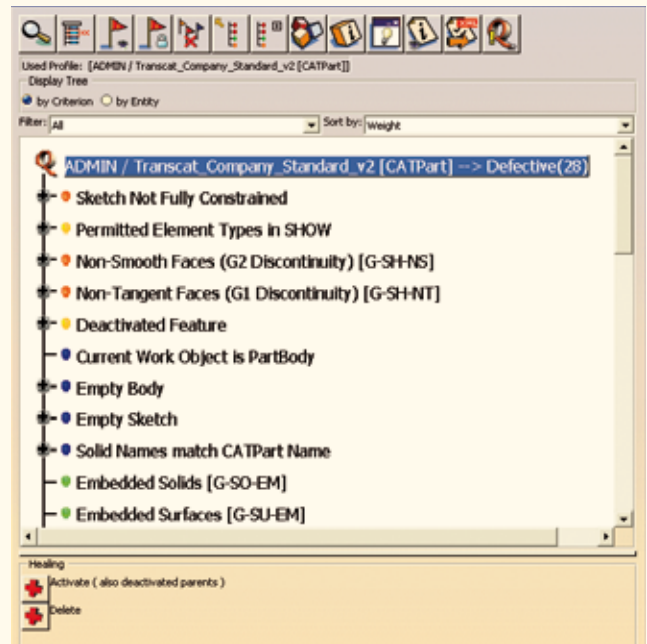 Used Profile: [ADMIN / Transcat_Company_Standard_v2 [CATPart]]
Display Tree
by Criterion by Entity
Filter: All Sort by: Weight
ADMIN / Transcat_Company_Standard_v2 [CATPart] --> Defective(28)
Sketch Not Fully Constrained
Permitted Element Types in SHOW
Non-Smooth Faces (G2 Discontinuity) [G-SH-NS]
Non-Tangent Faces (G1 Discontinuity) [G-SH-NT]
Deactivated Feature
Current Work Object is PartBody
Empty Body
Empty Sketch
Solid Names match CATPart Name
Embedded Solids [G-SO-EM]
Embedded Surfaces [G-SU-EM]
Healing
Activate ( also deactivated parents )
Delete